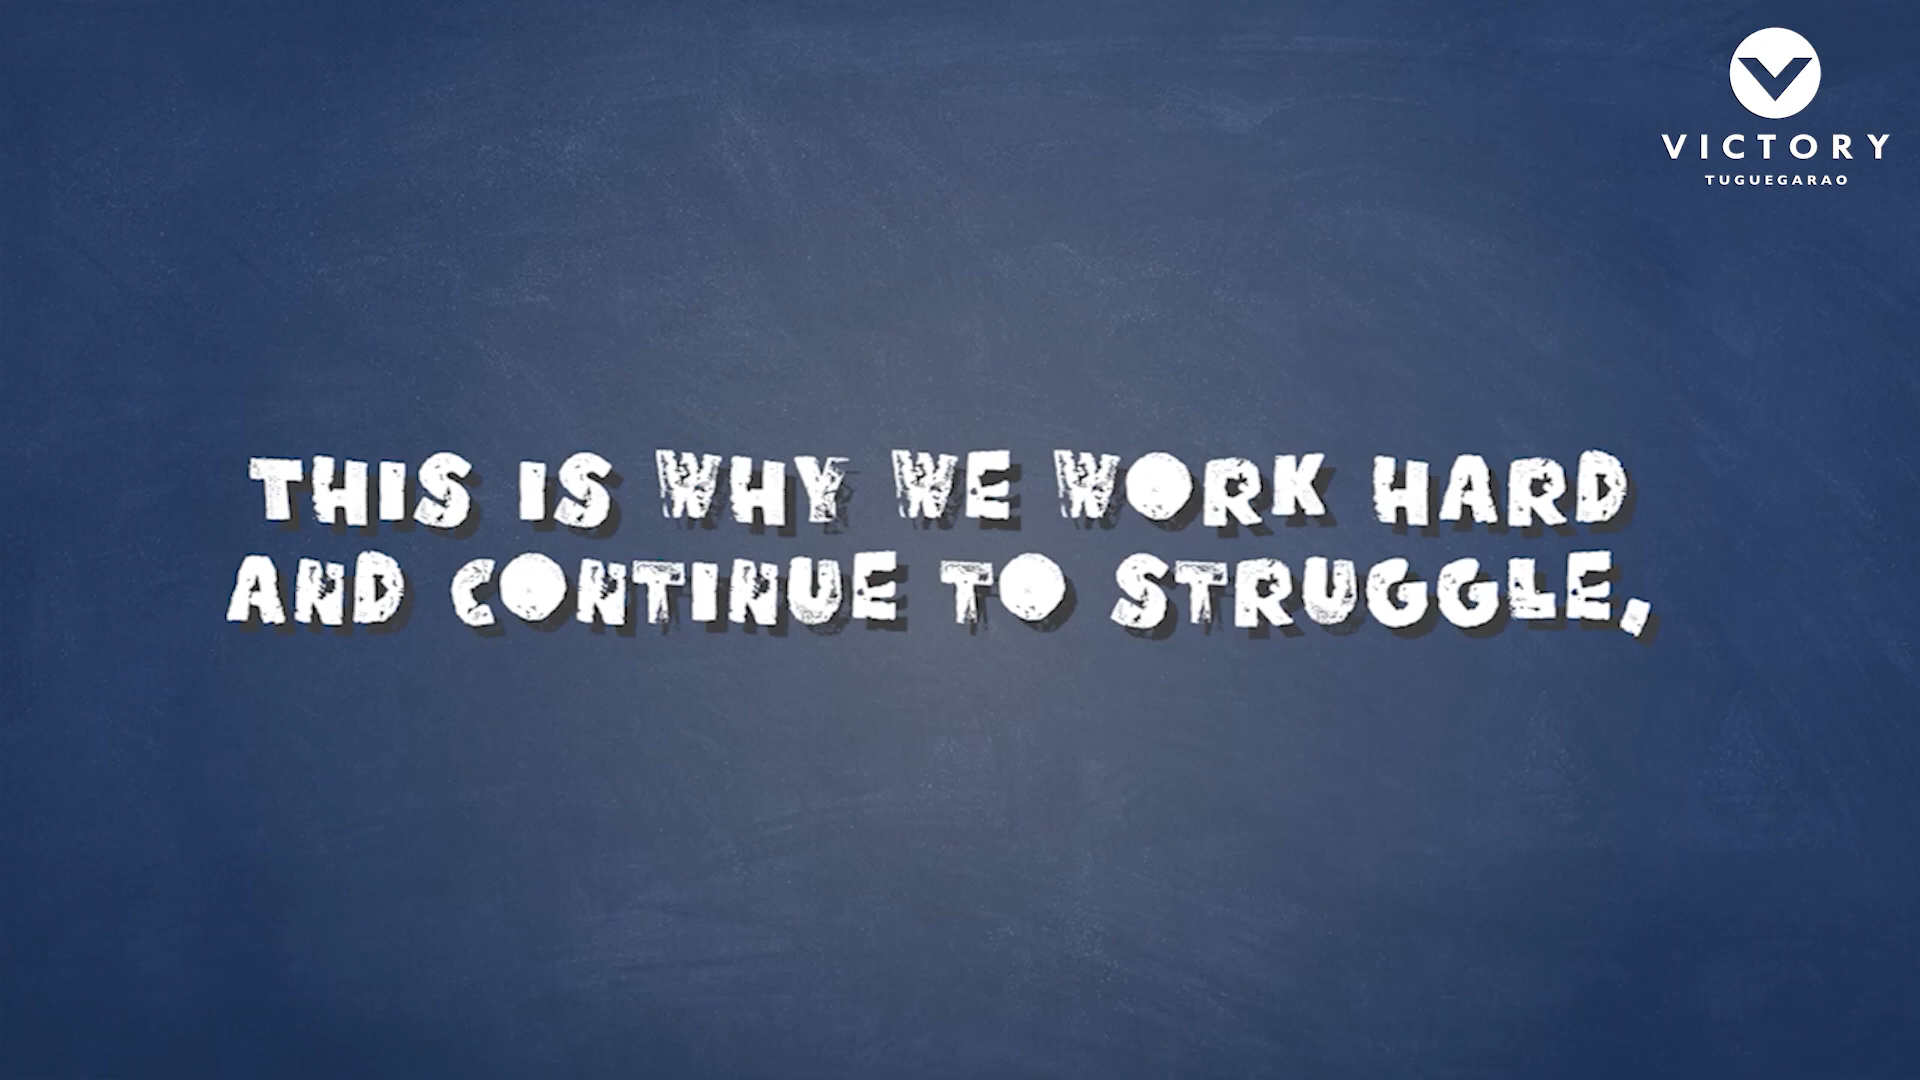 VICTORY
TUGUEGARAO
THIS IS WHY WE WORK HARD
AND CONTINUE TO STRUGGLE,